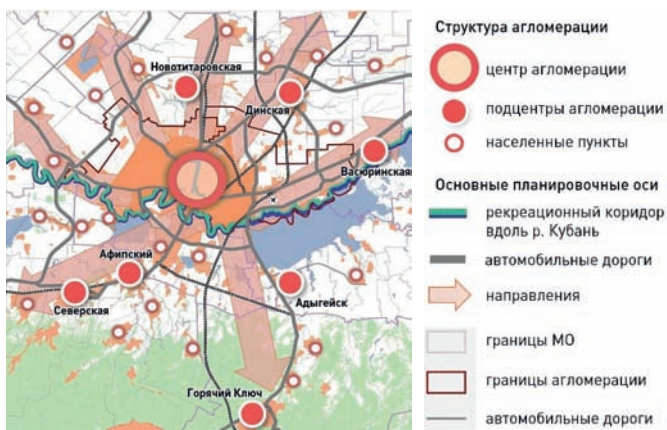 Новотитаровская
Динская
Васюринская
Афипский
Северская
Адыгейск
Горячий Ключ
Структура агломерации
центр агломерации
подцентры агломерации
населенные пункты
Основные планировочные оси
рекреационный коридор
вдоль р. Кубань
автомобильные дороги
направления
границы МО
границы агломерации
автомобильные дороги